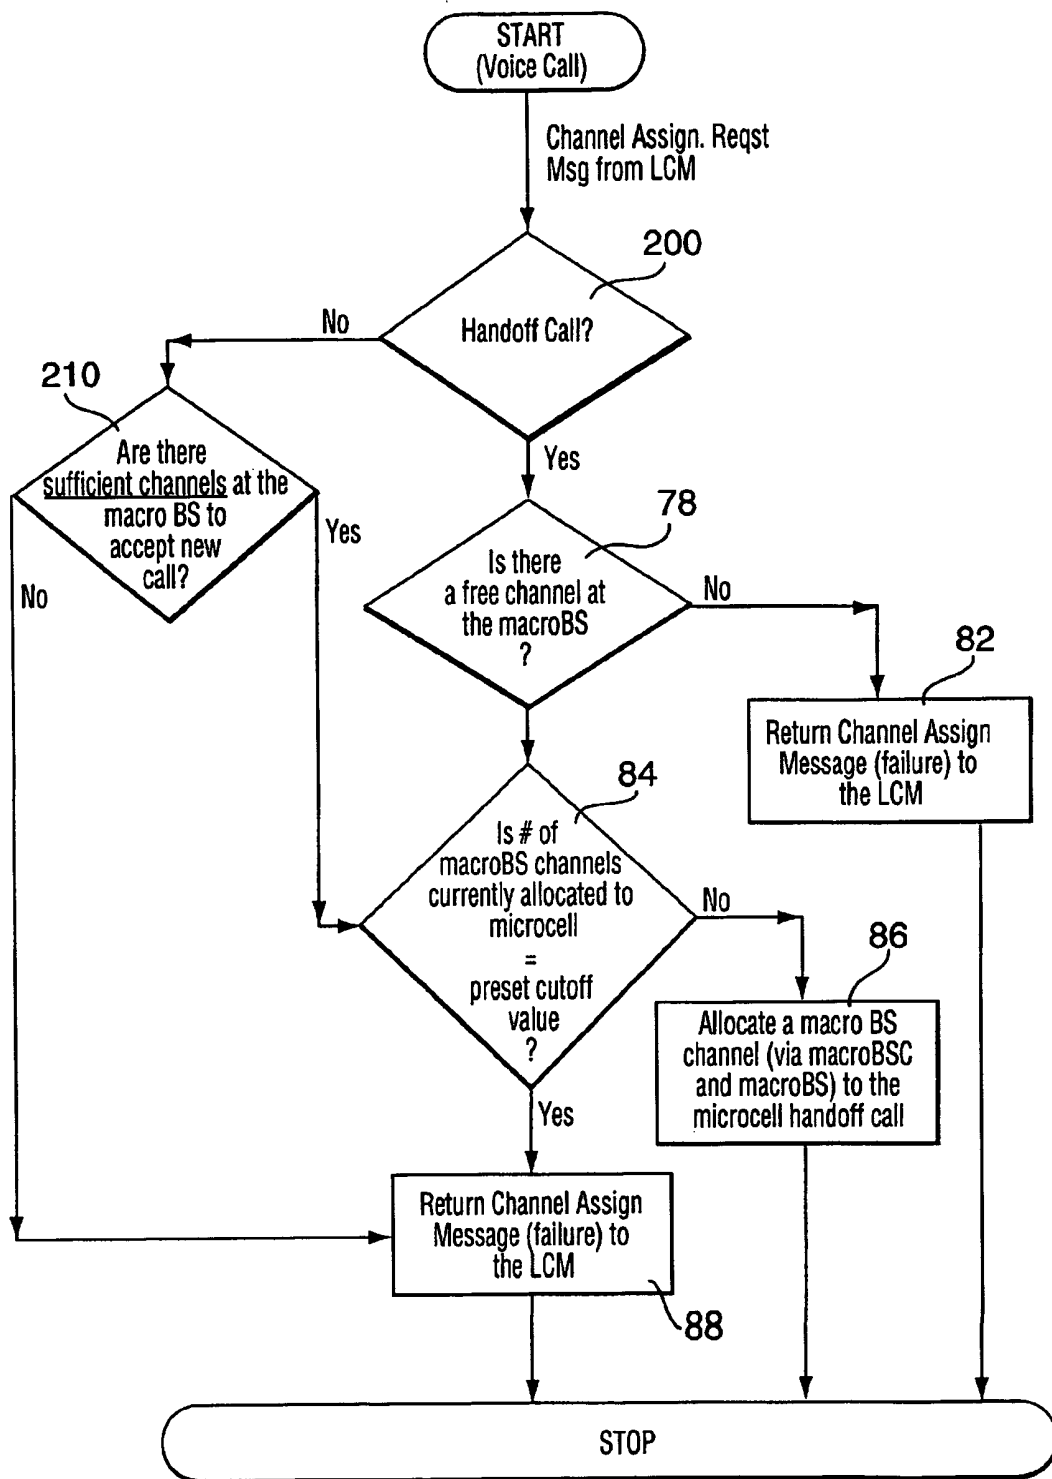 START
(Voice Call)
Channel Assign. Reqst
Msg from LCM
200
Handoff Call?
No
Yes
210
Are there
sufficient channels at the
macro BS to
accept new
call?
Yes
No
78
Is there
a free channel at
the macroBS
?
No
82
Return Channel Assign
Message (failure) to
the LCM
84
Is # of
macroBS channels
currently allocated to
microcell
=
preset cutoff
value
?
No
Yes
86
Allocate a macro BS
channel (via macroBSC
and macroBS) to the
microcell handoff call
Return Channel Assign
Message (failure) to
the LCM
88
STOP